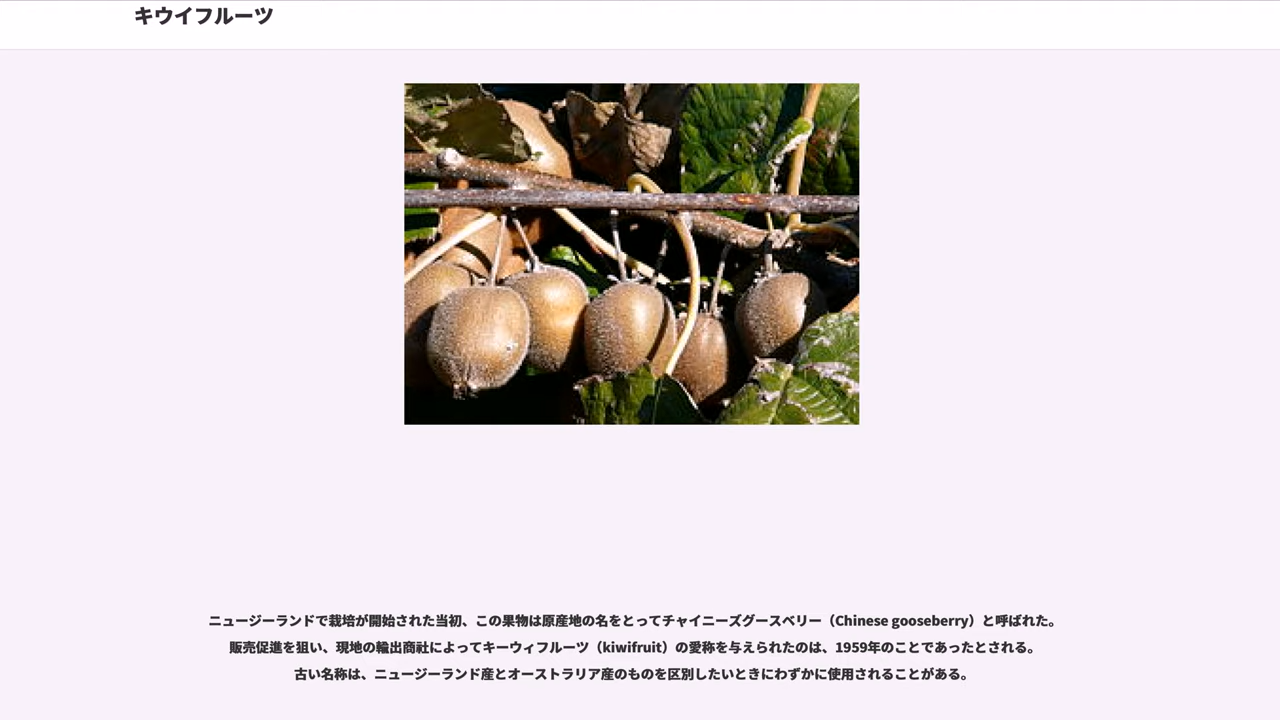 キウイフルーツ
ニュージーランドで栽培が開始された当初、この果物は原産地の名をとってチャイニーズグースベリー（Chinese gooseberry）と呼ばれた。
販売促進を狙い、現地の輸出商社によってキーウィフルーツ（kiwifruit）の愛称を与えられたのは、1959年のことであったとされる。
古い名称は、ニュージーランド産とオーストラリア産のものを区別したいときにわずかに使用されることがある。